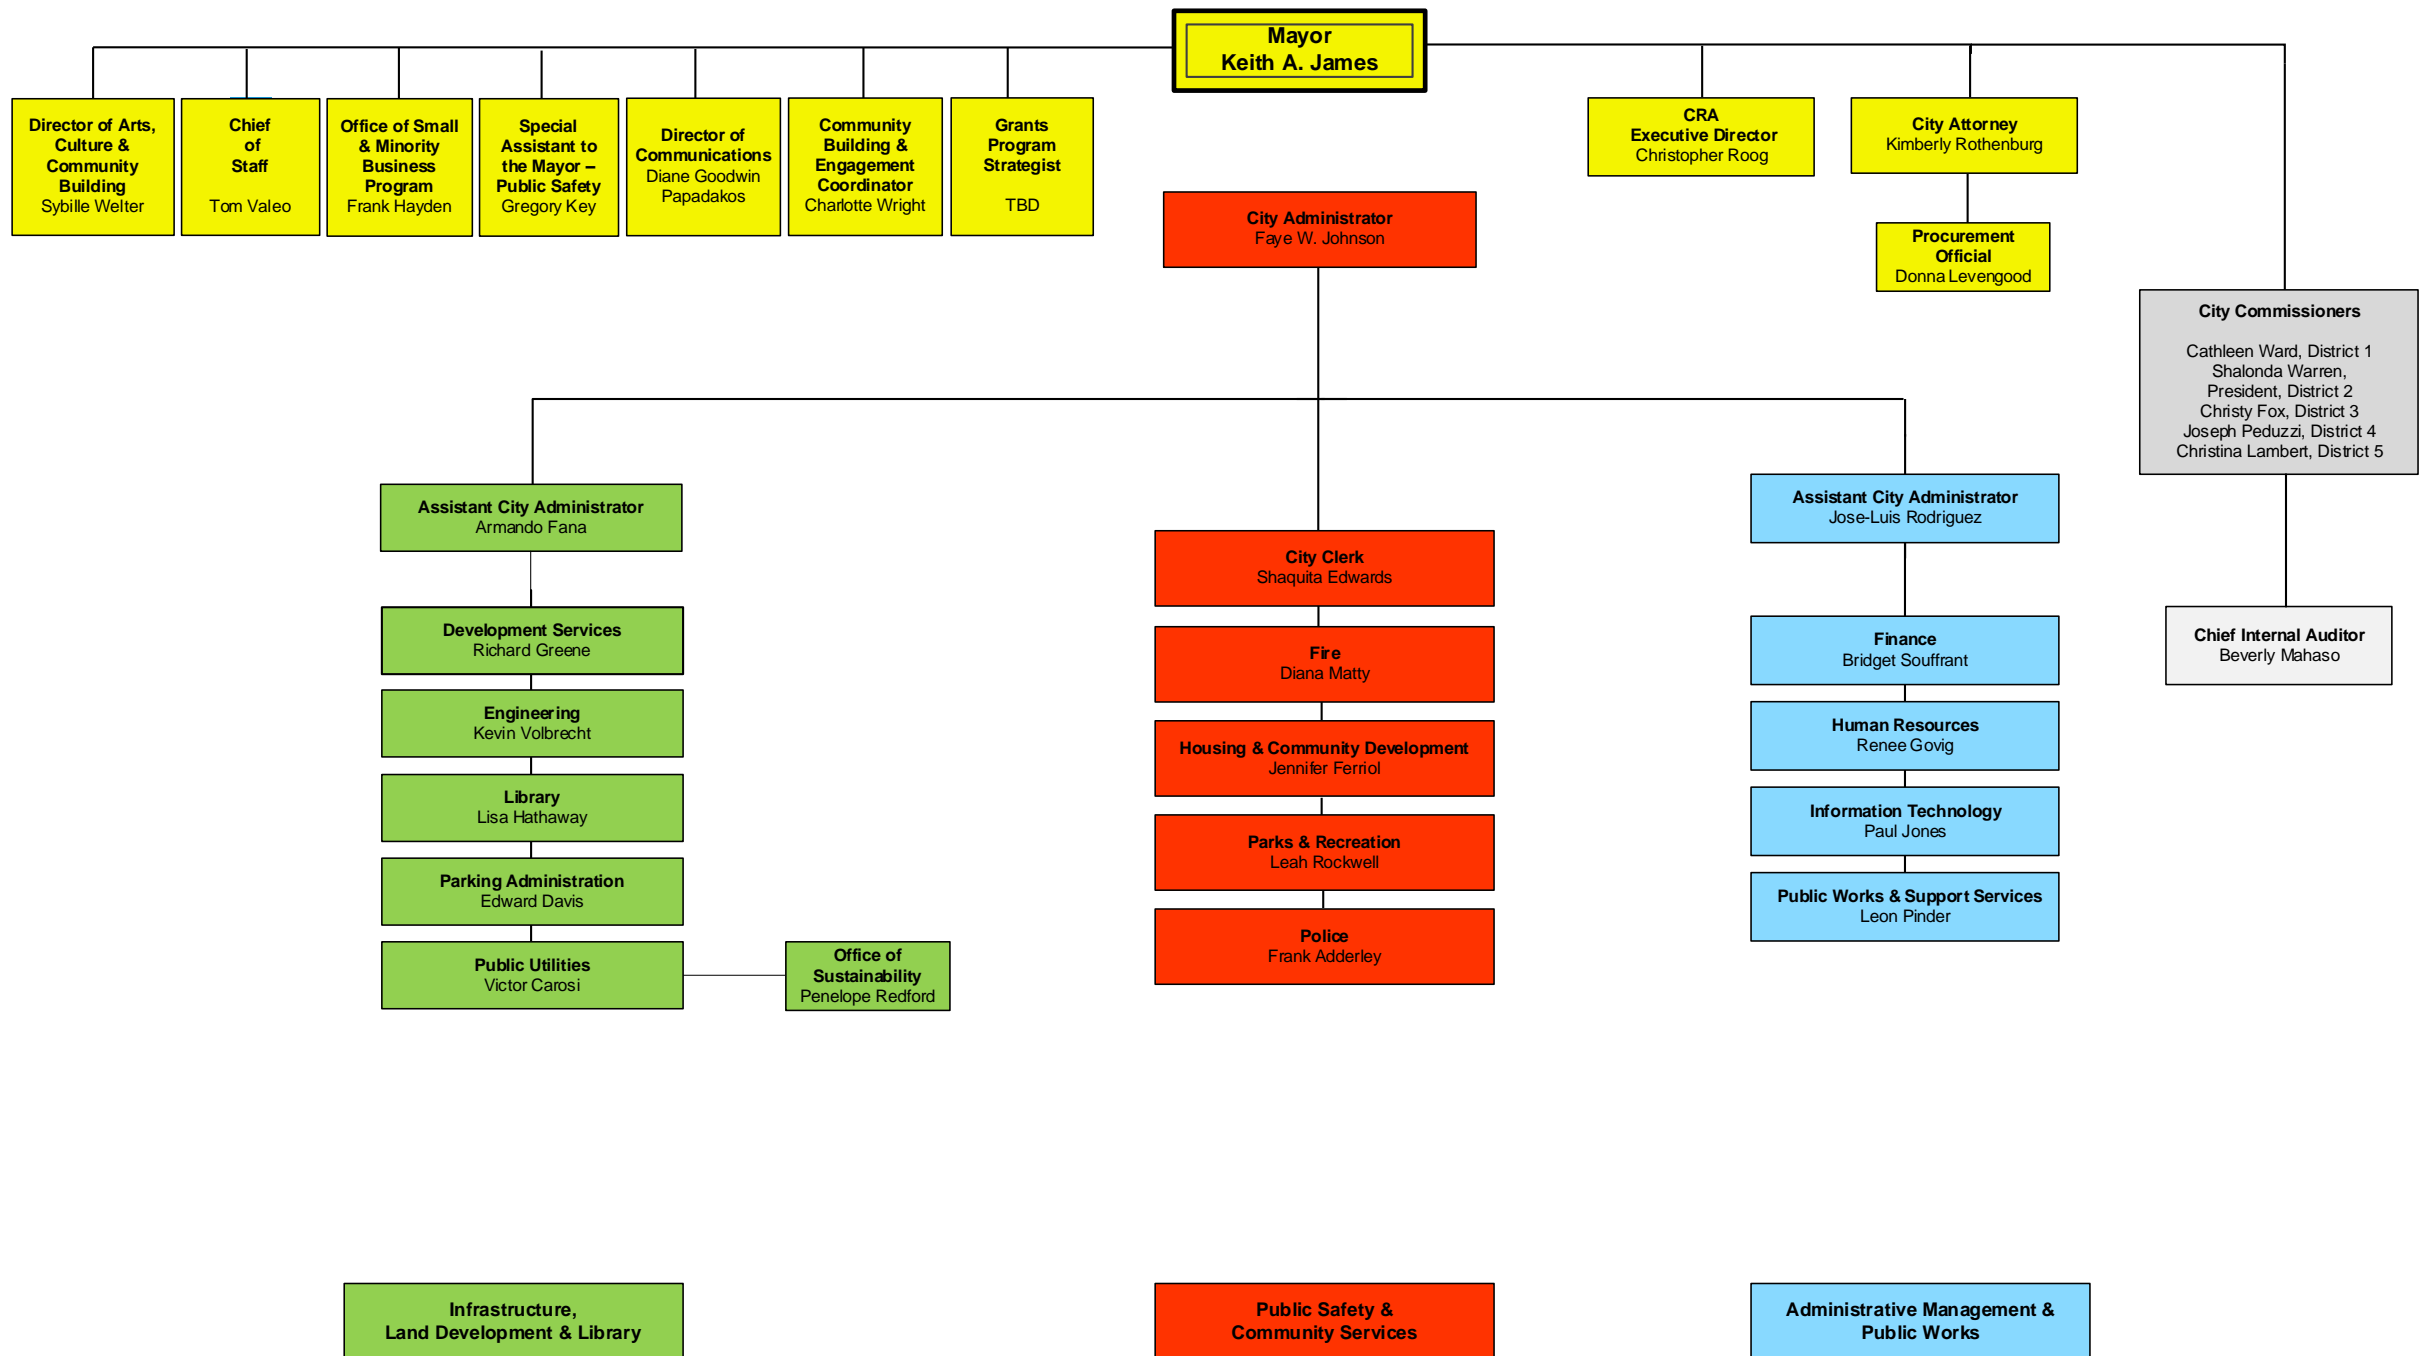 Mayor
Keith A. James
Director of Arts,
Culture &
Community
Building
Sybille Welter
Chief
of
Staff
Tom Valeo
Office of Small
& Minority
Business
Program
Frank Hayden
Special
Assistant to
the Mayor –
Public Safety
Gregory Key
Director of
Communications
Diane Goodwin
Papadakos
Community
Building &
Engagement
Coordinator
Charlotte Wright
Grants
Program
Strategist
TBD
CRA
Executive Director
Christopher Roog
City Attorney
Kimberly Rothenburg
Procurement
Official
Donna Levengood
City Administrator
Faye W. Johnson
City Commissioners
Cathleen Ward, District 1
Shalonda Warren,
President, District 2
Christy Fox, District 3
Joseph Peduzzi, District 4
Christina Lambert, District 5
Chief Internal Auditor
Beverly Mahaso
Assistant City Administrator
Armando Fana
Development Services
Richard Greene
Engineering
Kevin Volbrecht
Library
Lisa Hathaway
Parking Administration
Edward Davis
Public Utilities
Victor Carosi
Office of
Sustainability
Penelope Redford
City Clerk
Shaquita Edwards
Fire
Diana Matty
Housing & Community Development
Jennifer Ferriol
Parks & Recreation
Leah Rockwell
Police
Frank Adderley
Assistant City Administrator
Jose-Luis Rodriguez
Finance
Bridget Souffrant
Human Resources
Renee Govig
Information Technology
Paul Jones
Public Works & Support Services
Leon Pinder
Infrastructure,
Land Development & Library
Public Safety &
Community Services
Administrative Management &
Public Works